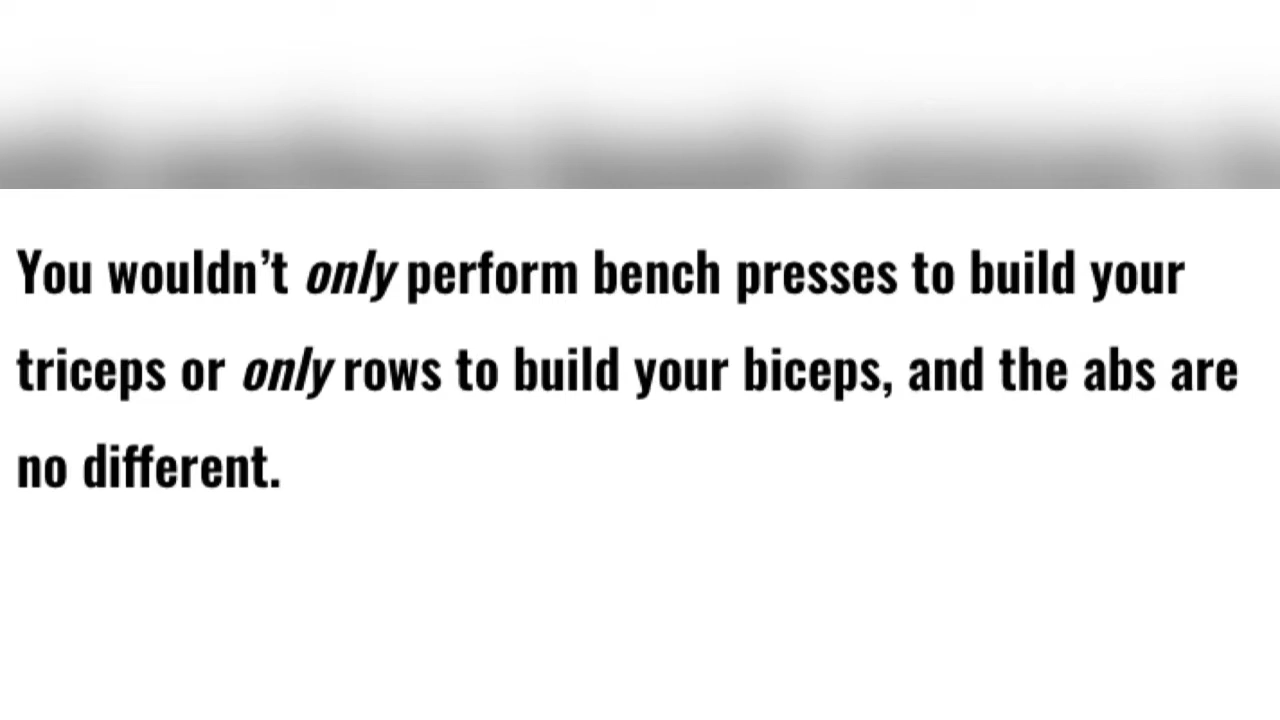 You wouldn’t only perform bench presses to build your
triceps or only rows to build your biceps, and the abs are
no different.